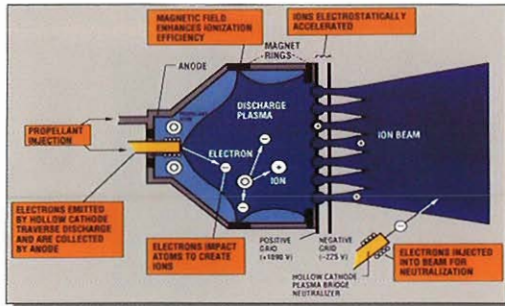 MAGNETIC FIELD
ENHANCES IONIZATION
EFFICIENCY
IONS ELECTROSTATICALLY
ACCELERATED
MAGNET
RINGS
ANODE
PROPELLANT
INJECTION
DISCHARGE
PLASMA
ELECTRON
ION
ION BEAM
ELECTRONS EMITTED
BY HOLLOW CATHODE
TRAVERSE DISCHARGE
AND ARE COLLECTED
BY ANODE
ELECTRONS IMPACT
ATOMS TO CREATE
IONS
POSITIVE
GRID
(+1090 V)
NEGATIVE
GRID
(-225 V)
HOLLOW CATHODE
PLASMA BRIDGE
NEUTRALIZER
ELECTRONS INJECTED
INTO BEAM FOR
NEUTRALIZATION